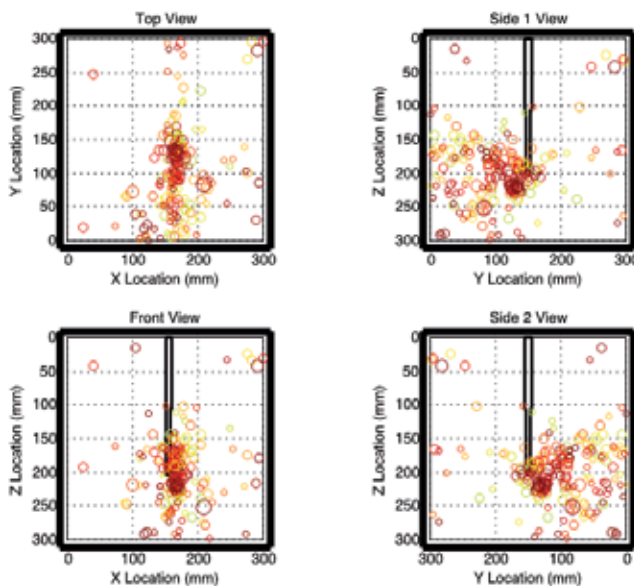 Top View
300
250
200
150
100
50
0
Y Location (mm)
0 100 200 300
X Location (mm)
Side 1 View
0
50
100
150
200
250
300
Z Location (mm)
0 100 200 300
Y Location (mm)
Front View
0
50
100
150
200
250
300
Z Location (mm)
0 100 200 300
X Location (mm)
Side 2 View
0
50
100
150
200
250
300
Z Location (mm)
300 200 100 0
Y Location (mm)